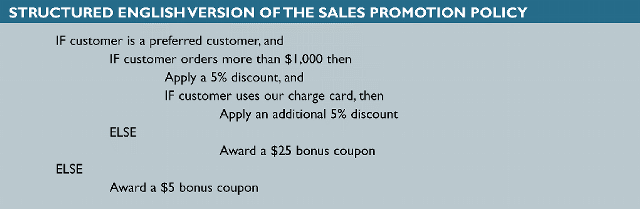 STRUCTURED ENGLISH VERSION OF THE SALES PROMOTION POLICY
IF customer is a preferred customer, and
IF customer orders more than $1,000 then
Apply a 5% discount, and
IF customer uses our charge card, then
Apply an additional 5% discount
ELSE
Award a $25 bonus coupon
ELSE
Award a $5 bonus coupon